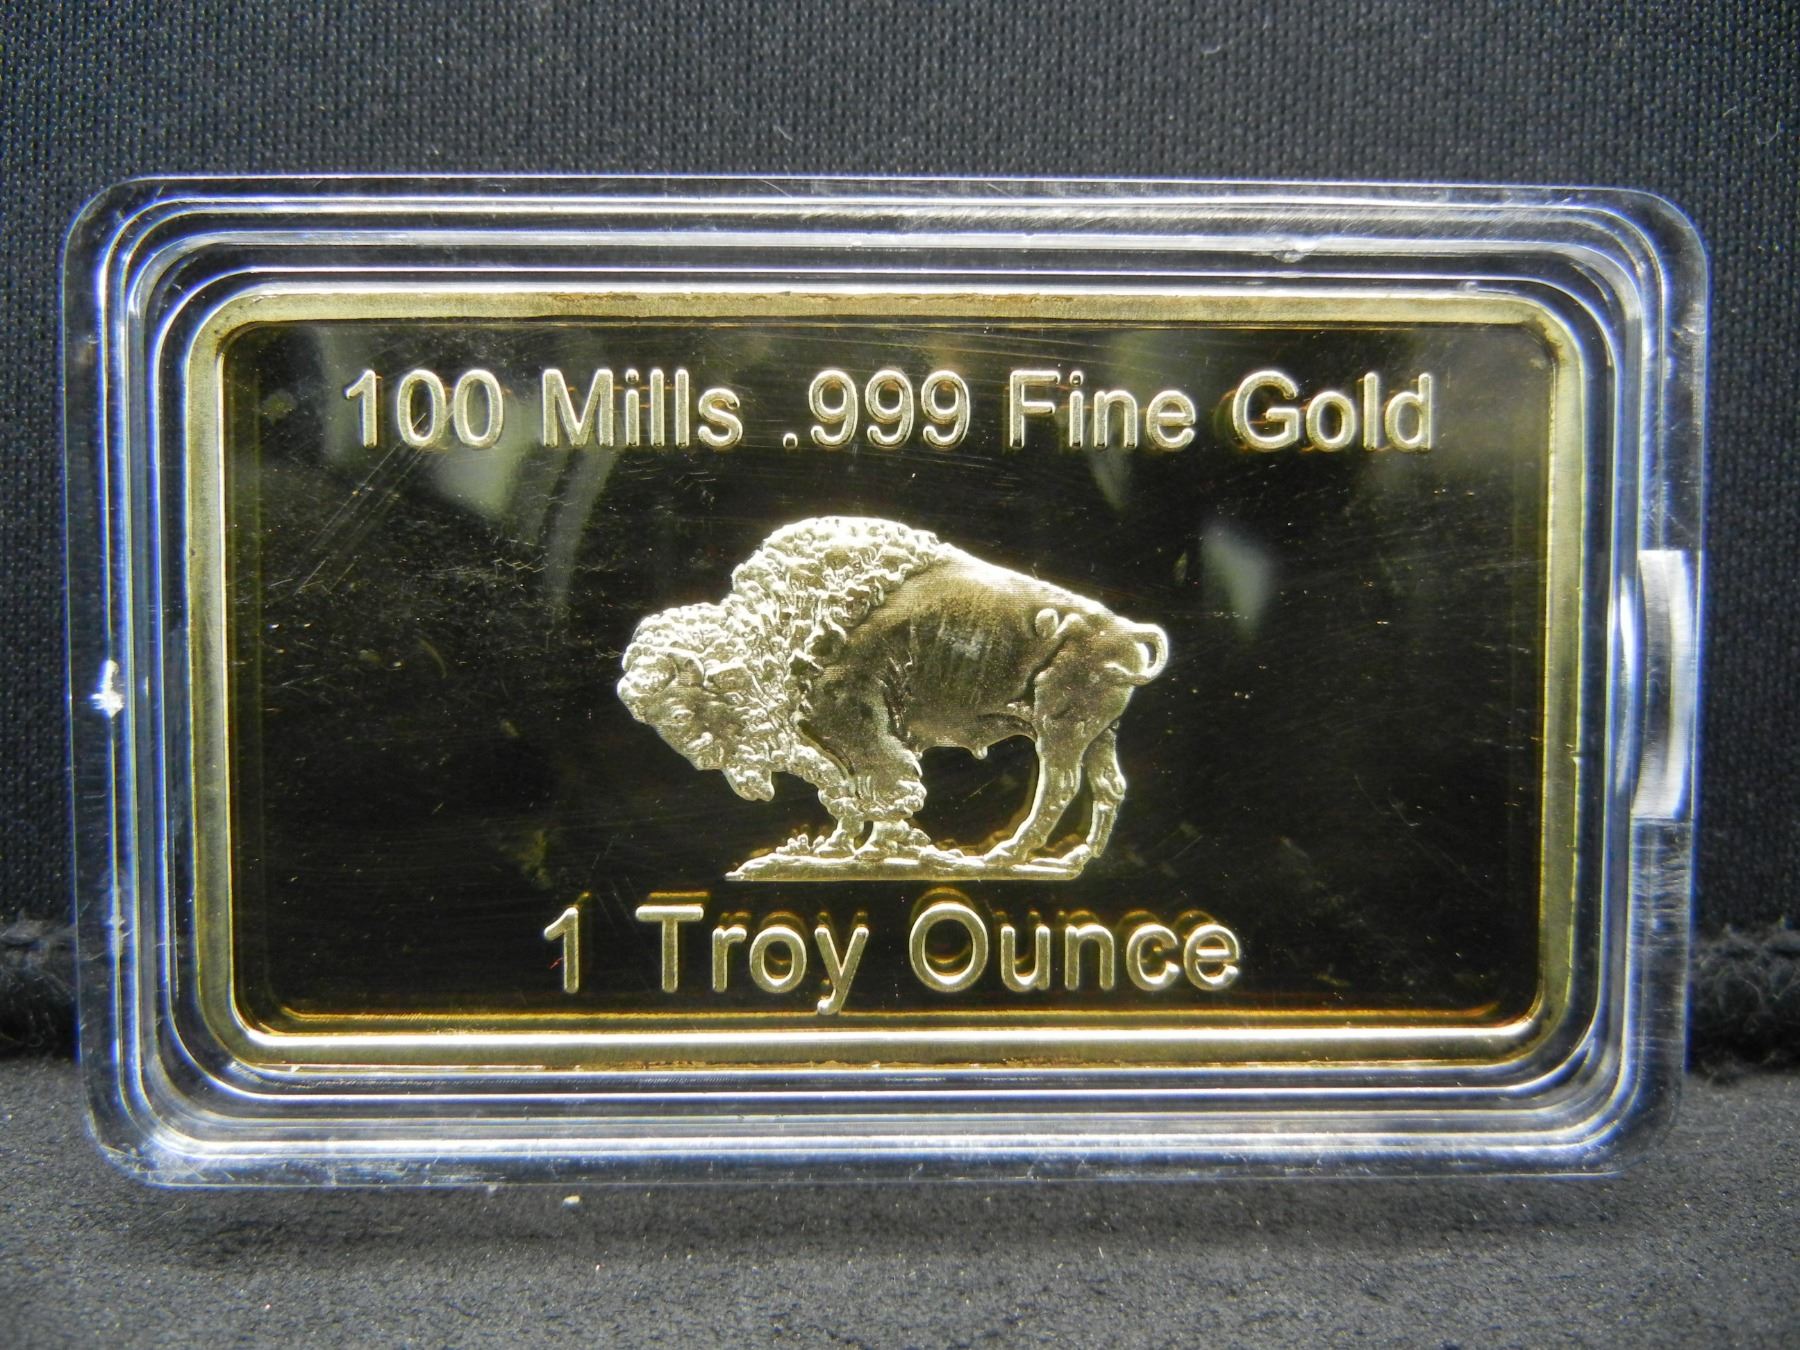 100 Mills .999 Fine Gold
1 Troy Ounce